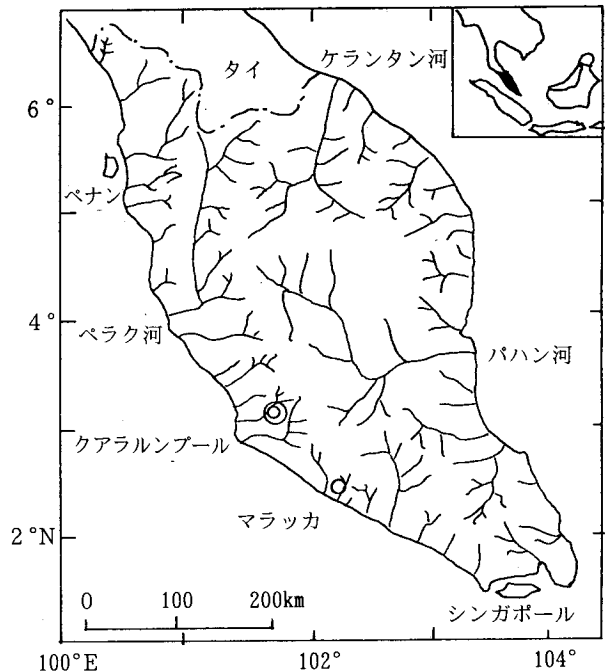 タイ
ケランタン河
6°
ペナン
4°
ペラク河
パハン河
クアラルンプール
マラッカ
2°N
0 100 200km
シンガポール
100°E 102° 104°